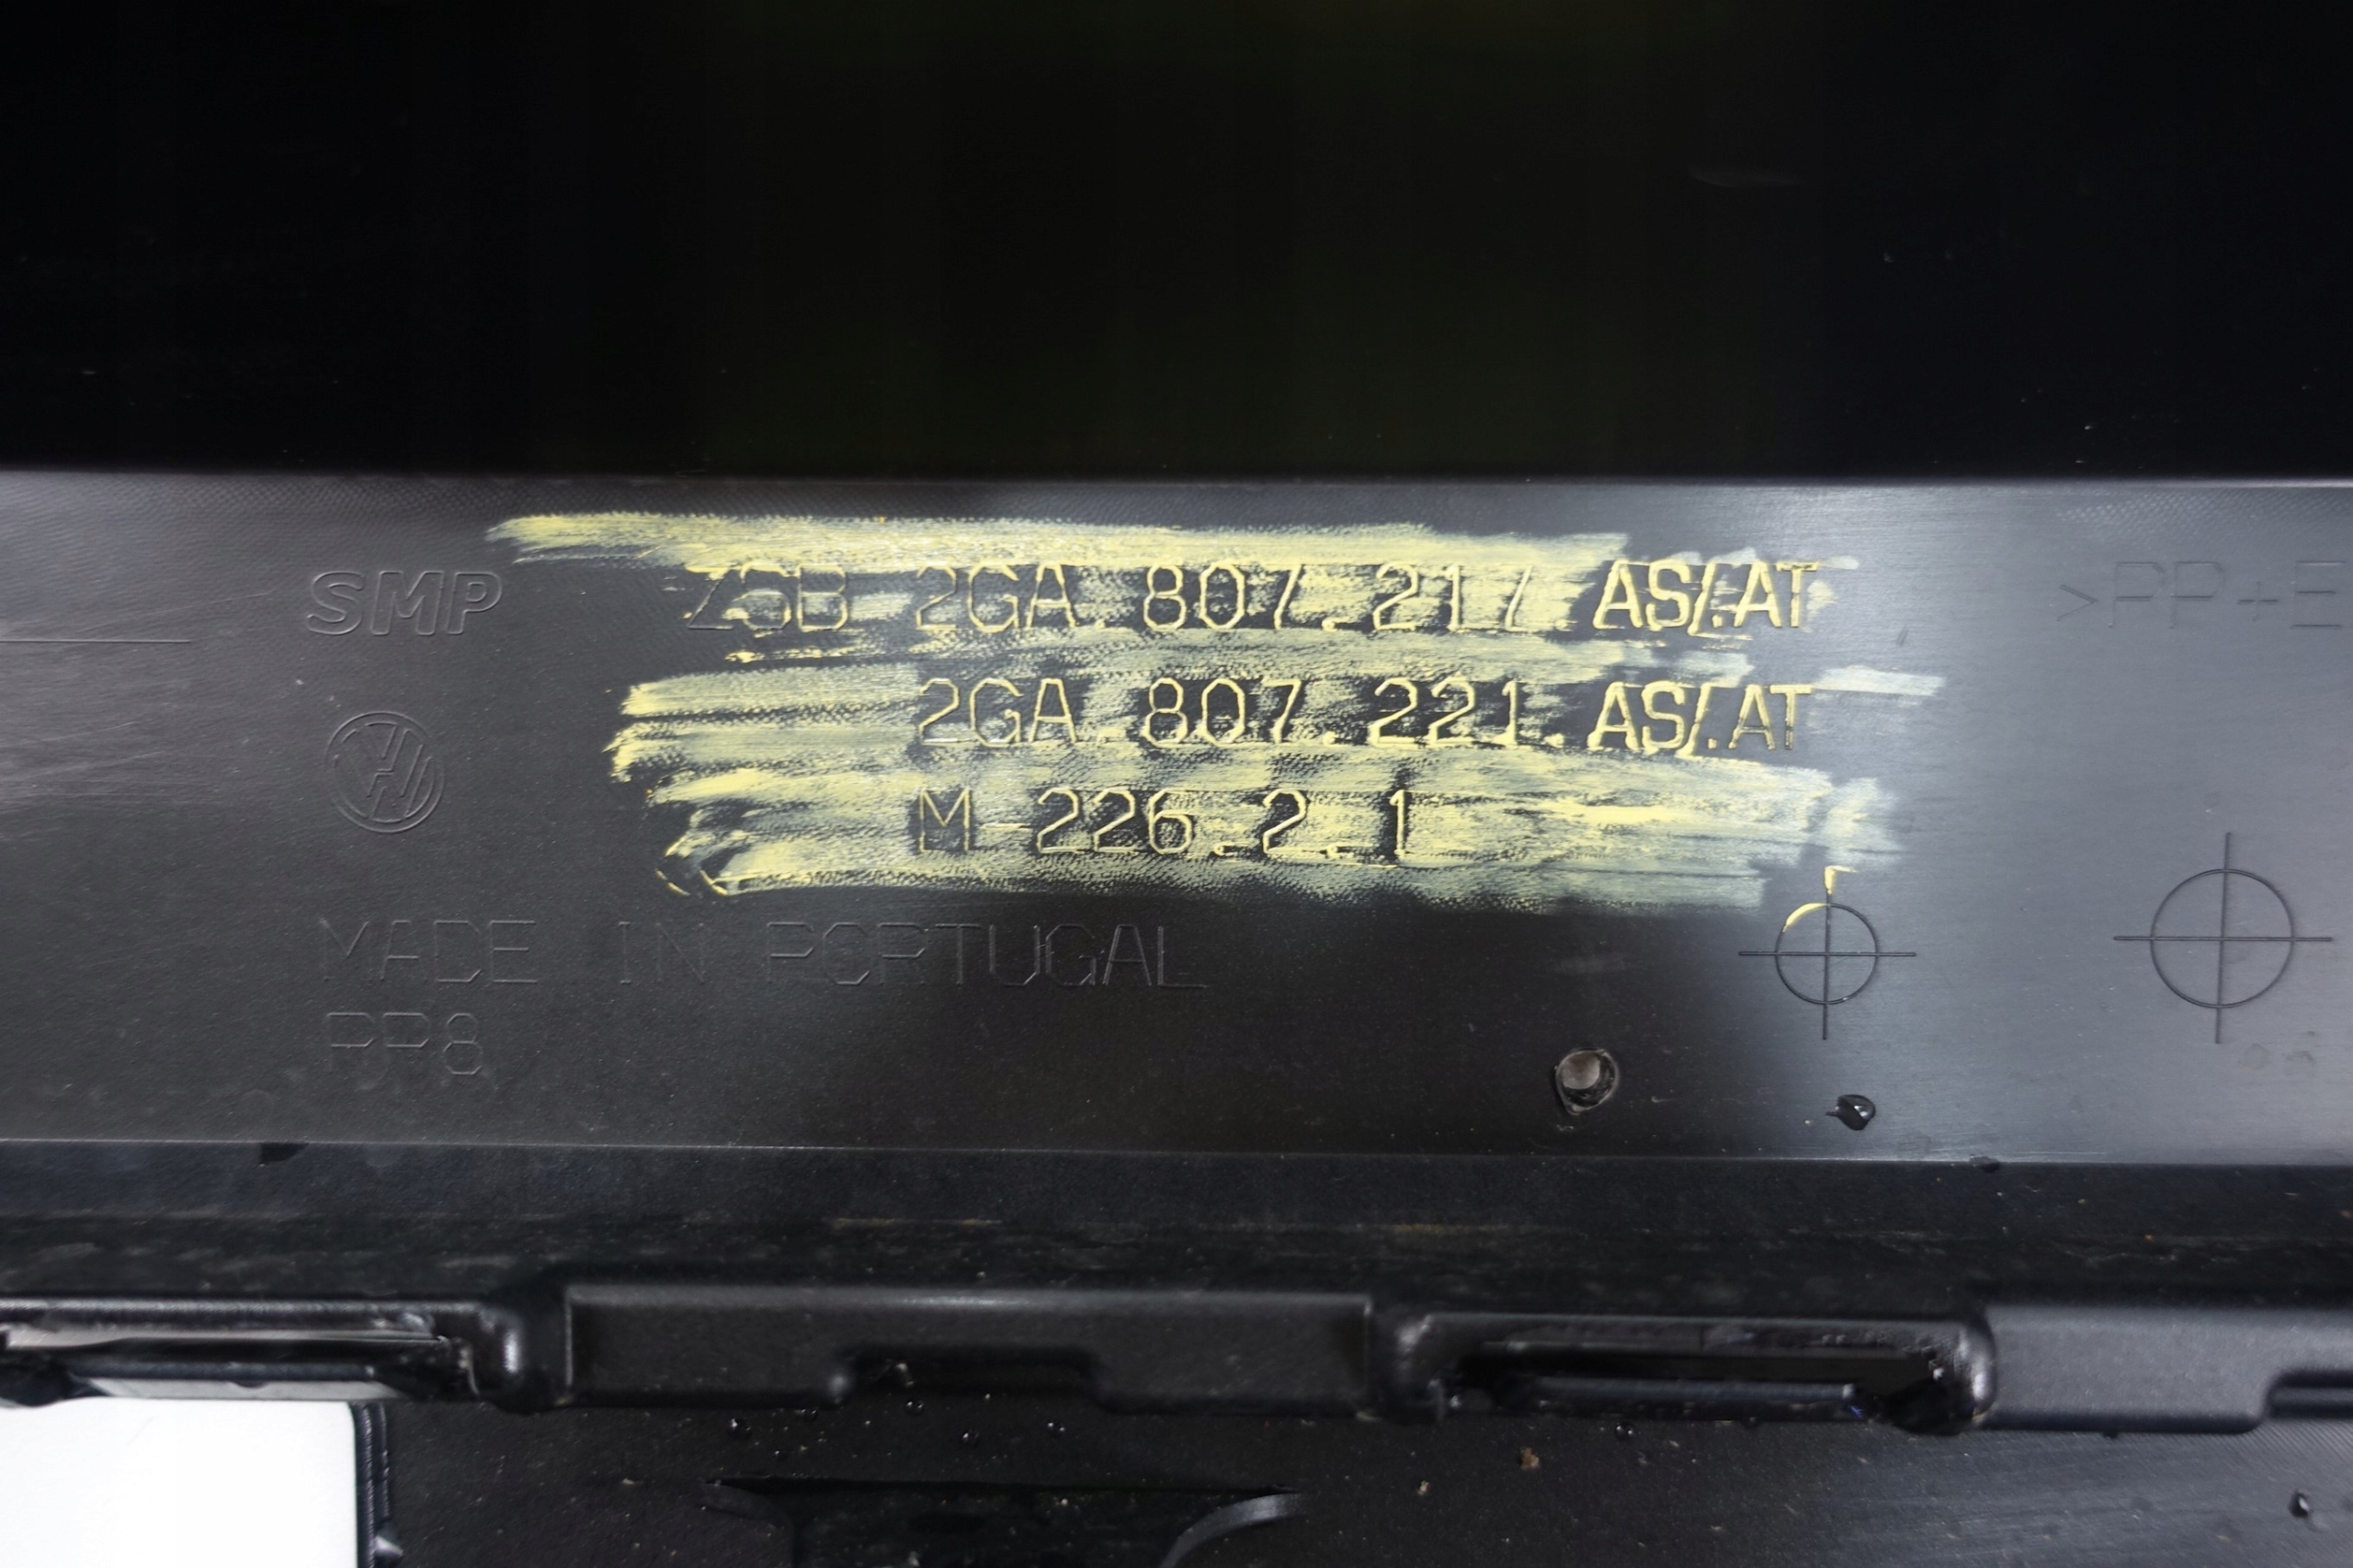 SMP ZSB 2GA.807.217.AS/.AT >PP+E
2GA.807.221.AS/.AT
M-226.2.1
MADE IN PORTUGAL
PP8